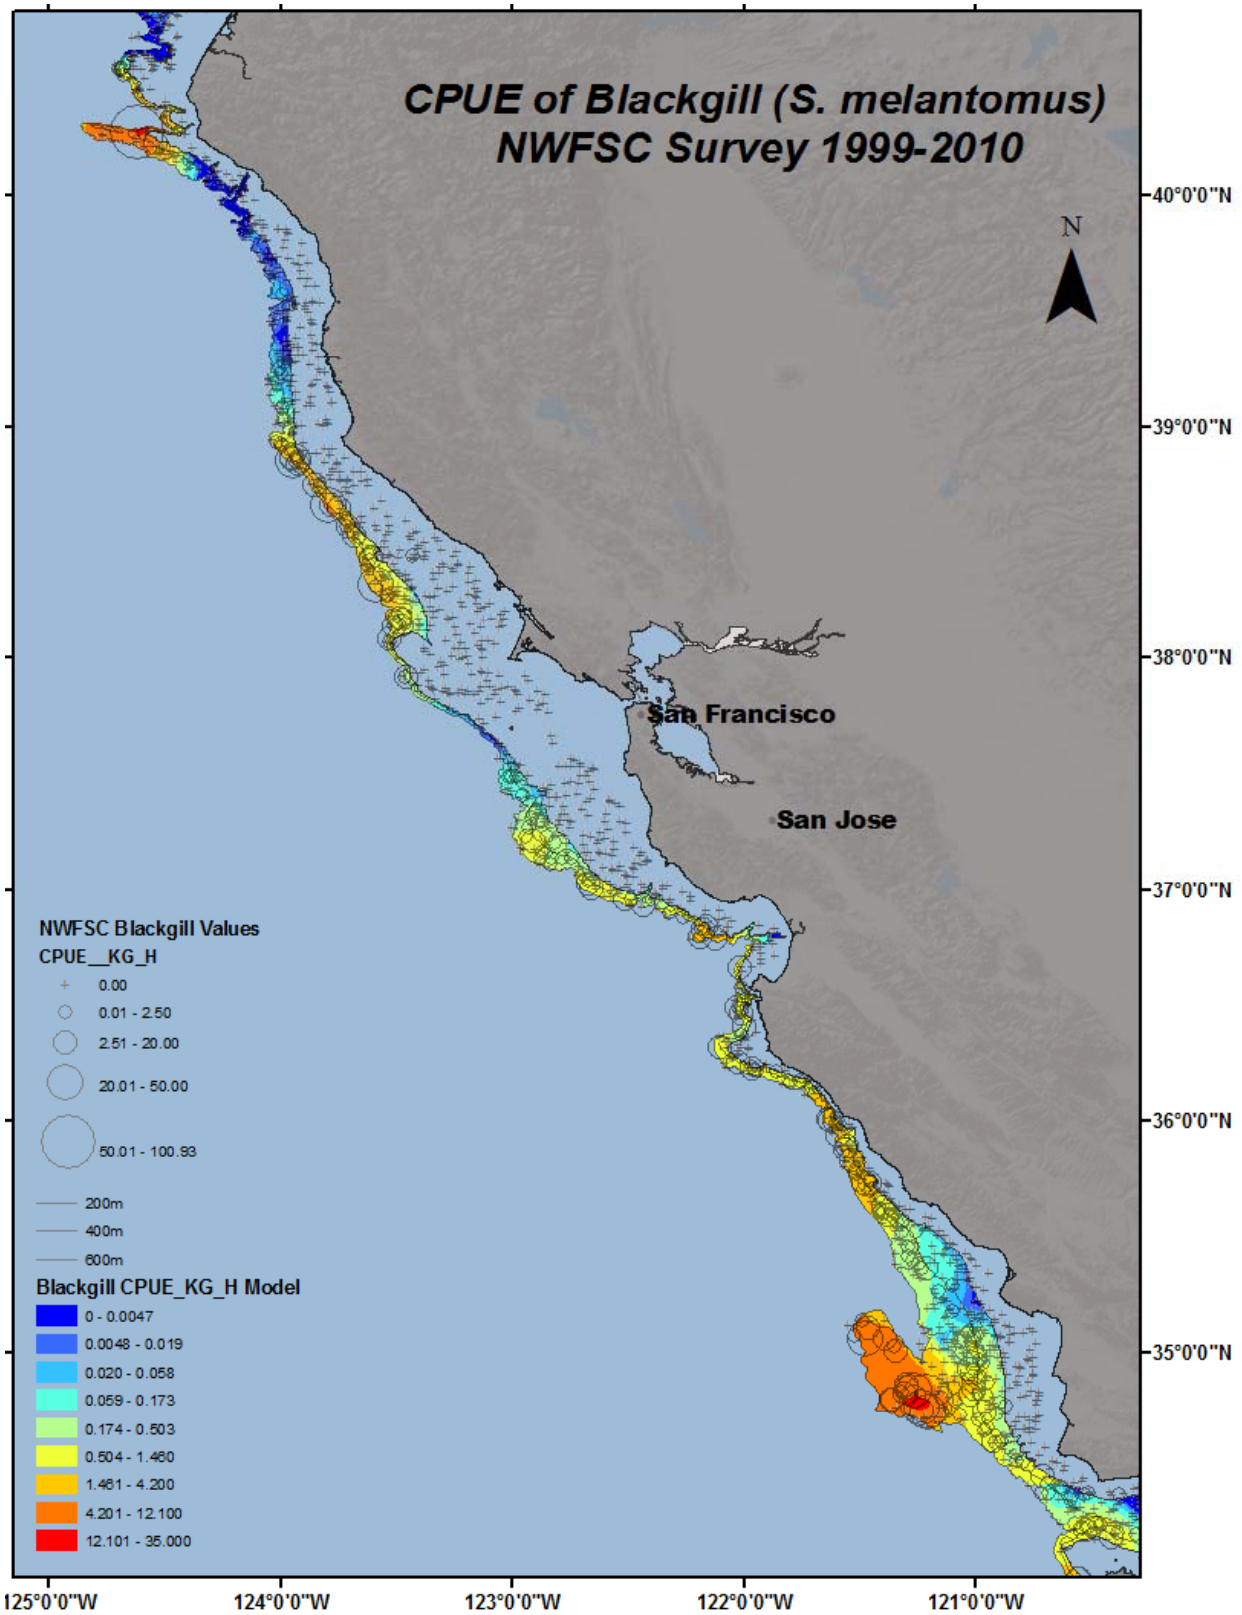 CPUE of Blackgill (S. melantomus)
NWFSC Survey 1999-2010
N
40°0'0"N
39°0'0"N
38°0'0"N
37°0'0"N
36°0'0"N
35°0'0"N
San Francisco
San Jose
NWFSC Blackgill Values
CPUE__KG_H
0.00
0.01 - 2.50
2.51 - 20.00
20.01 - 50.00
50.01 - 100.93
200m
400m
600m
Blackgill CPUE_KG_H Model
0 - 0.0047
0.0048 - 0.019
0.020 - 0.058
0.059 - 0.173
0.174 - 0.503
0.504 - 1.460
1.461 - 4.200
4.201 - 12.100
12.101 - 35.000
125°0'0"W
124°0'0"W
123°0'0"W
122°0'0"W
121°0'0"W